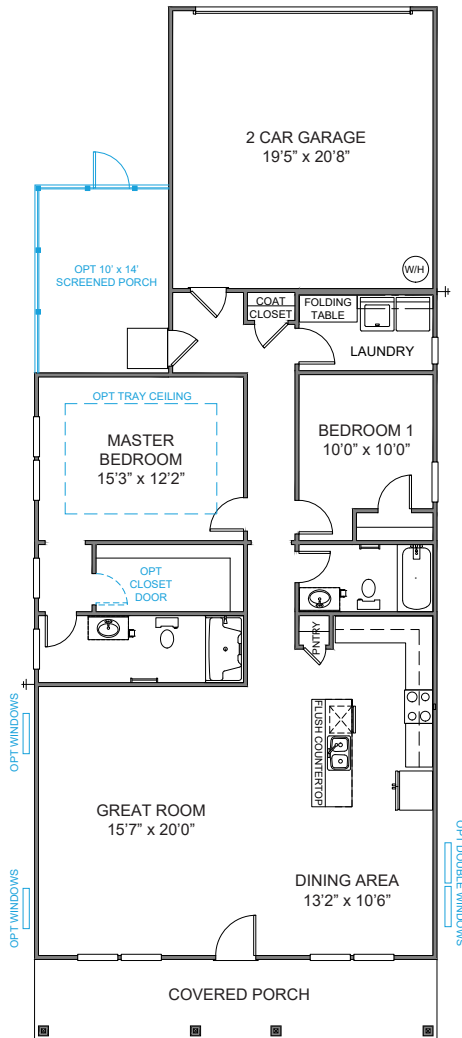 2 CAR GARAGE
19’5” x 20’8”
W/H
OPT 10’ x 14’
SCREENED PORCH
COAT
CLOSET
FOLDING
TABLE
LAUNDRY
OPT TRAY CEILING
MASTER
BEDROOM
15’3” x 12’2”
BEDROOM 1
10’0” x 10’0”
OPT
CLOSET
DOOR
PNTRY
OPT WINDOWS
FLUSH COUNTERTOP
GREAT ROOM
15’7” x 20’0”
DINING AREA
13’2” x 10’6”
OPT WINDOWS
OPT DOUBLE WINDOWS
COVERED PORCH